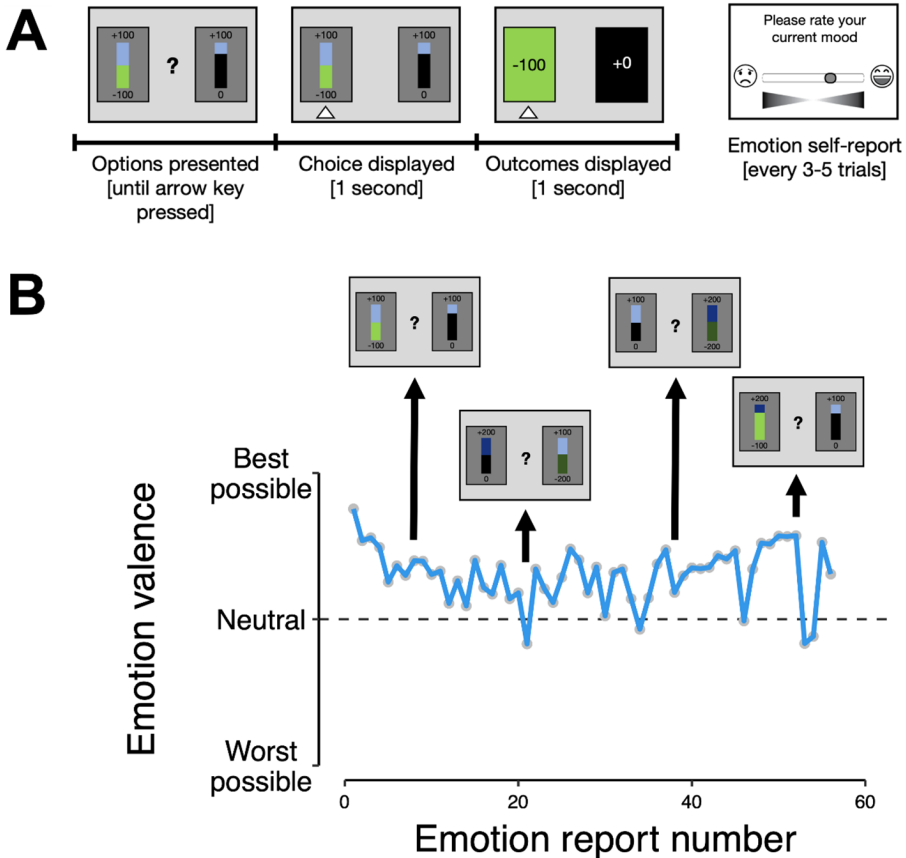 A
+100
-100
?
+100
0
+100
-100
+100
0
-100
+0
Please rate your
current mood
Options presented
[until arrow key
pressed]
Choice displayed
[1 second]
Outcomes displayed
[1 second]
Emotion self-report
[every 3-5 trials]
B
+100
-100
?
+100
0
+100
0
?
+200
-200
+200
0
?
+100
-200
+200
-100
?
+100
0
Emotion valence
Best
possible
Neutral
Worst
possible
0
20
40
60
Emotion report number